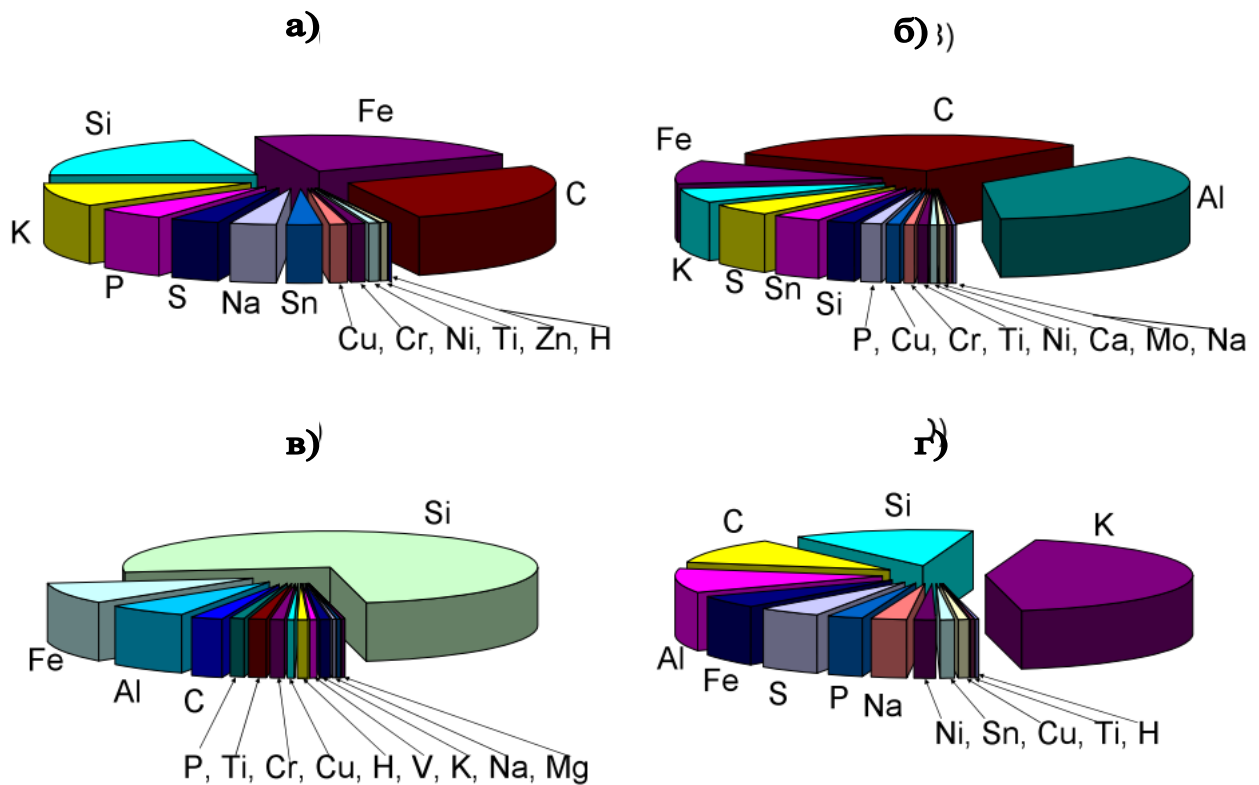 а)
б)
Fe
Si
C
K
P
S
Na
Sn
Cu, Cr, Ni, Ti, Zn, H
C
Fe
Al
K
S
Sn
Si
P, Cu, Cr, Ti, Ni, Ca, Mo, Na
в)
г)
Si
Fe
Al
C
P, Ti, Cr, Cu, H, V, K, Na, Mg
Si
C
K
Al
Fe
S
P
Na
Ni, Sn, Cu, Ti, H